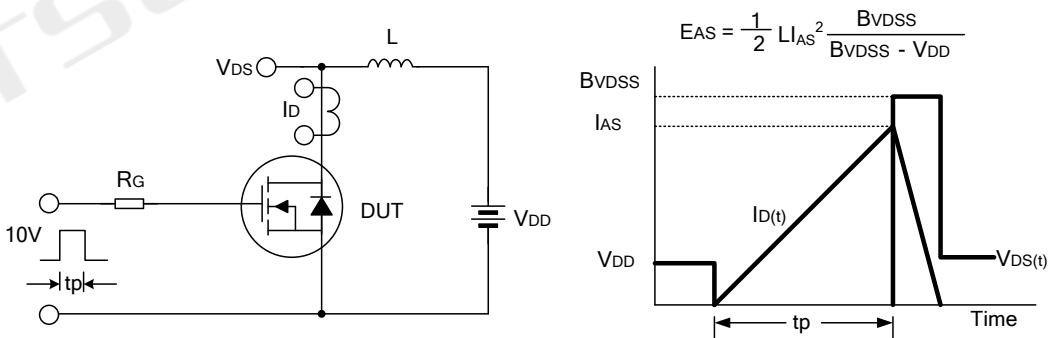 L
VDS
ID
RG
DUT
VDD
10V
tp
EAS = 1/2 LIAS² BVDSS / BVDSS - VDD
BVDSS
IAS
ID(t)
VDD
VDS(t)
tp
Time